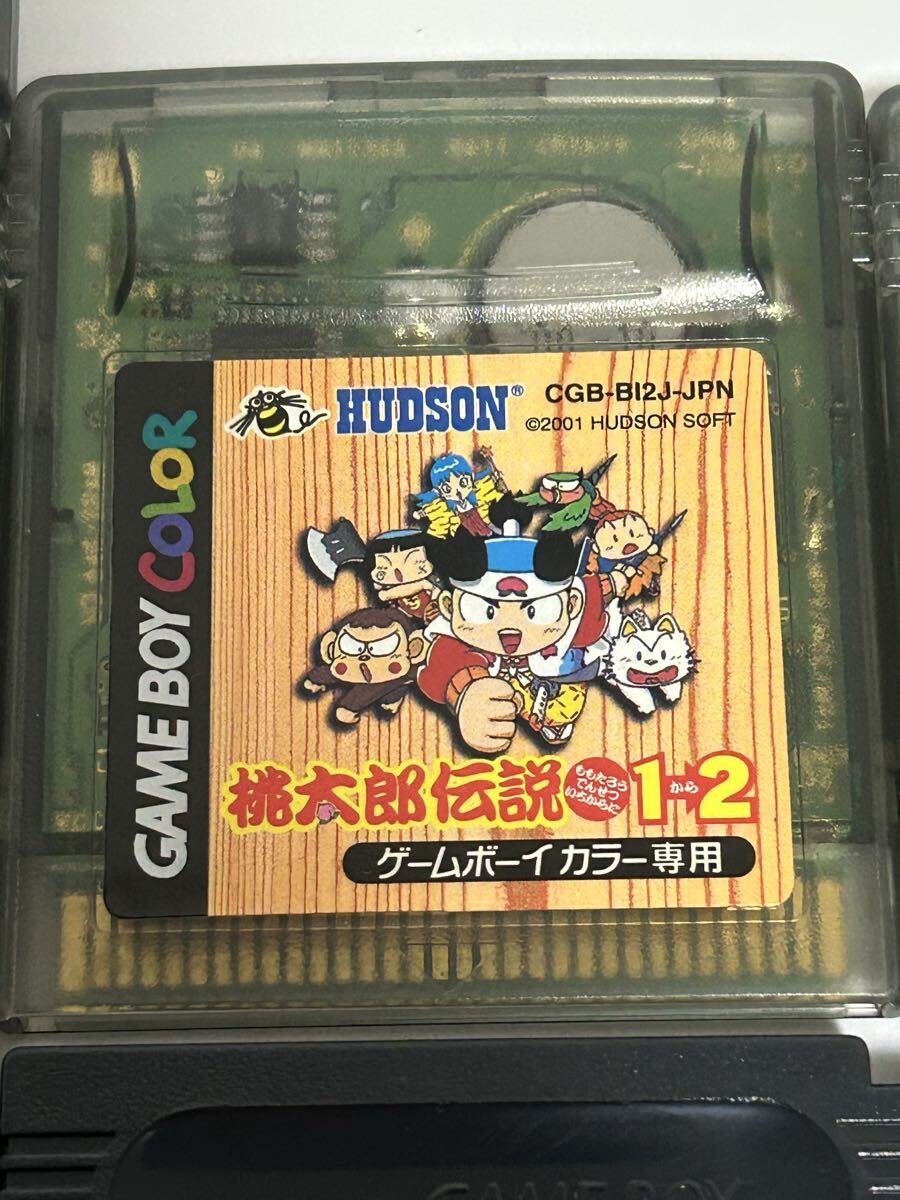 HUDSON®
CGB-BI2J-JPN
©2001 HUDSON SOFT
GAME BOY COLOR
桃太郎伝説
ももたろう
でんせつ
いちからに
1から2
ゲームボーイ カラー専用
GAME BOY